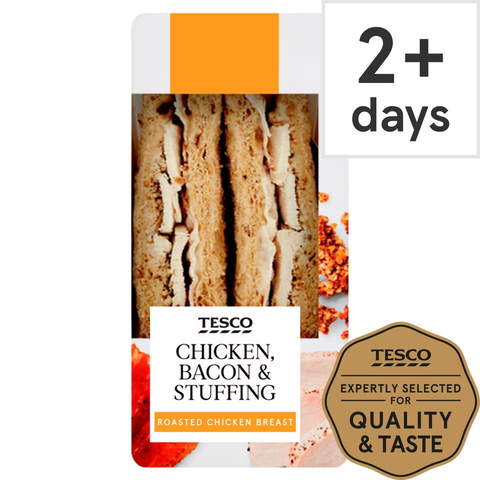 2+
days
TESCO
CHICKEN,
BACON &
STUFFING
ROASTED CHICKEN BREAST
TESCO
EXPERTLY SELECTED
FOR
QUALITY
& TASTE